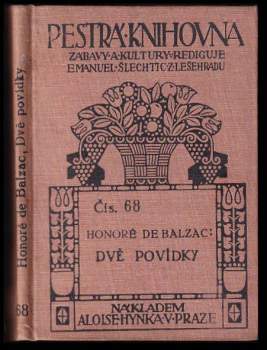 Honoré de Balzac; Dvě povídky
68
PESTRÁ·KNIHOVNA
ZÁBAVY·A·KULTURY·REDIGUJE
EMANUEL·ŠLECHTIC·Z·LEŠEHRADU
Čís. 68
HONORÉ DE BALZAC:
DVĚ POVÍDKY
NÁKLADEM
ALOISE·HYNKA·V·PRAZE